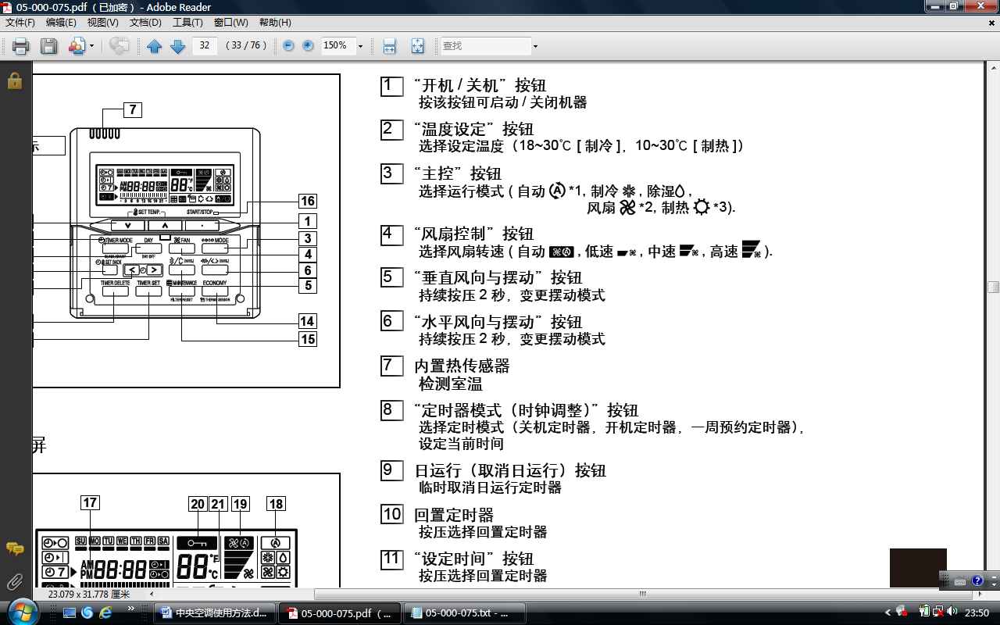 05-000-075.pdf（已加密）- Adobe Reader
文件(F) 编辑(E) 视图(V) 文档(D) 工具(T) 窗口(W) 帮助(H)
32 （33 / 76） 150% 查找
1 “开机 / 关机”按钮
按该按钮可启动 / 关闭机器
2 “温度设定”按钮
选择设定温度（18~30℃ [ 制冷 ]，10~30℃ [ 制热 ]）
3 “主控”按钮
选择运行模式 ( 自动 *1, 制冷 , 除湿 ,
风扇 *2, 制热 *3).
4 “风扇控制”按钮
选择风扇转速 ( 自动 , 低速 , 中速 , 高速 ).
5 “垂直风向与摆动”按钮
持续按压 2 秒，变更摆动模式
6 “水平风向与摆动”按钮
持续按压 2 秒，变更摆动模式
7 内置热传感器
检测室温
8 “定时器模式（时钟调整）”按钮
选择定时模式（关机定时器，开机定时器，一周预约定时器），
设定当前时间
9 日运行（取消日运行）按钮
临时取消日运行定时器
10 回置定时器
按压选择回置定时器
11 “设定时间”按钮
按压选择回置定时器
7
示
SU MO TU WE TH FR SA
AM
PM 88:88
88 °F
°C
7
16
SET TEMP. START/STOP
1
TIMER MODE DAY FAN MODE
3
DAY OFF
4
SET BACK
6
5
TIMER DELETE TIMER SET MAINTENANCE ECONOMY
FILTER RESET THERMO SENSOR
14
15
屏
17 20 21 19 18
SU MO TU WE TH FR SA
AM
PM 88:88
88 °F
°C
7
23.079 x 31.778 厘米
中央空调使用方法.d... 05-000-075.pdf（... 05-000-075.txt - ... 23:50